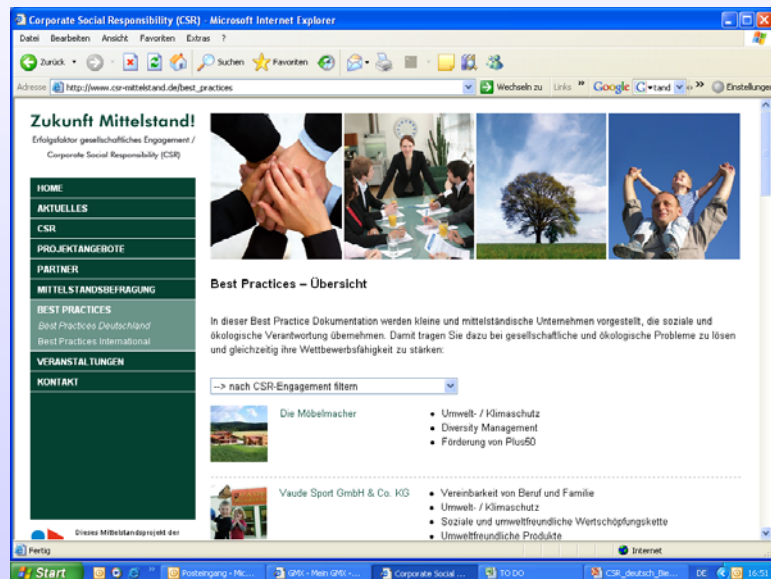 Corporate Social Responsibility (CSR) - Microsoft Internet Explorer
Datei Bearbeiten Ansicht Favoriten Extras ?
Zurück Suchen Favoriten
Adresse http://www.csr-mittelstand.de/best_practices Wechseln zu Links » Google G tand » Einstellungen
Zukunft Mittelstand!
Erfolgsfaktor gesellschaftliches Engagement /
Corporate Social Responsibility (CSR)
HOME
AKTUELLES
CSR
PROJEKTANGEBOTE
PARTNER
MITTELSTANDSBEFRAGUNG
BEST PRACTICES
Best Practices Deutschland
Best Practices International
VERANSTALTUNGEN
KONTAKT
Dieses Mittelstandsprojekt der
Best Practices – Übersicht
In dieser Best Practice Dokumentation werden kleine und mittelständische Unternehmen vorgestellt, die soziale und
ökologische Verantwortung übernehmen. Damit tragen Sie dazu bei gesellschaftliche und ökologische Probleme zu lösen
und gleichzeitig ihre Wettbewerbsfähigkeit zu stärken:
--> nach CSR-Engagement filtern
Die Möbelmacher
• Umwelt- / Klimaschutz
• Diversity Management
• Förderung von Plus50
Vaude Sport GmbH & Co. KG
• Vereinbarkeit von Beruf und Familie
• Umwelt- / Klimaschutz
• Soziale und umweltfreundliche Wertschöpfungskette
• Umweltfreundliche Produkte
Fertig Internet
Start » Posteingang - Mic... GMX - Mein GMX -... Corporate Social ... TO DO CSR_deutsch_Bie... DE 16:51